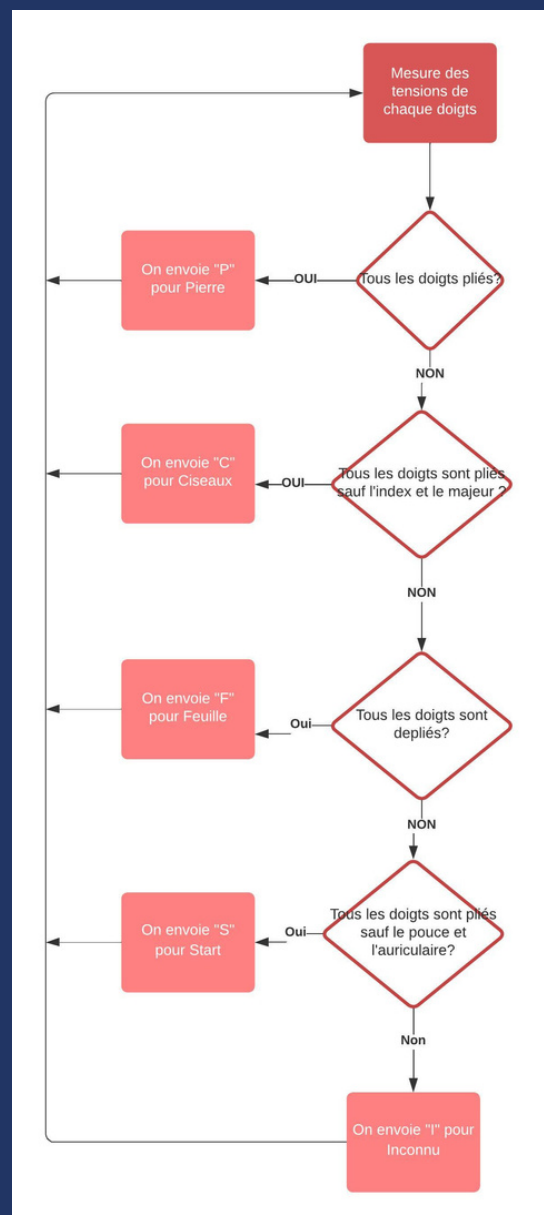 Mesure des
tensions de
chaque doigts
Tous les doigts pliés?
OUI
On envoie "P"
pour Pierre
NON
Tous les doigts sont pliés
sauf l'index et le majeur ?
OUI
On envoie "C"
pour Ciseaux
NON
Tous les doigts sont
depliés?
Oui
On envoie "F"
pour Feuille
NON
Tous les doigts sont pliés
sauf le pouce et
l'auriculaire?
Oui
On envoie "S"
pour Start
Non
On envoie "I" pour
Inconnu